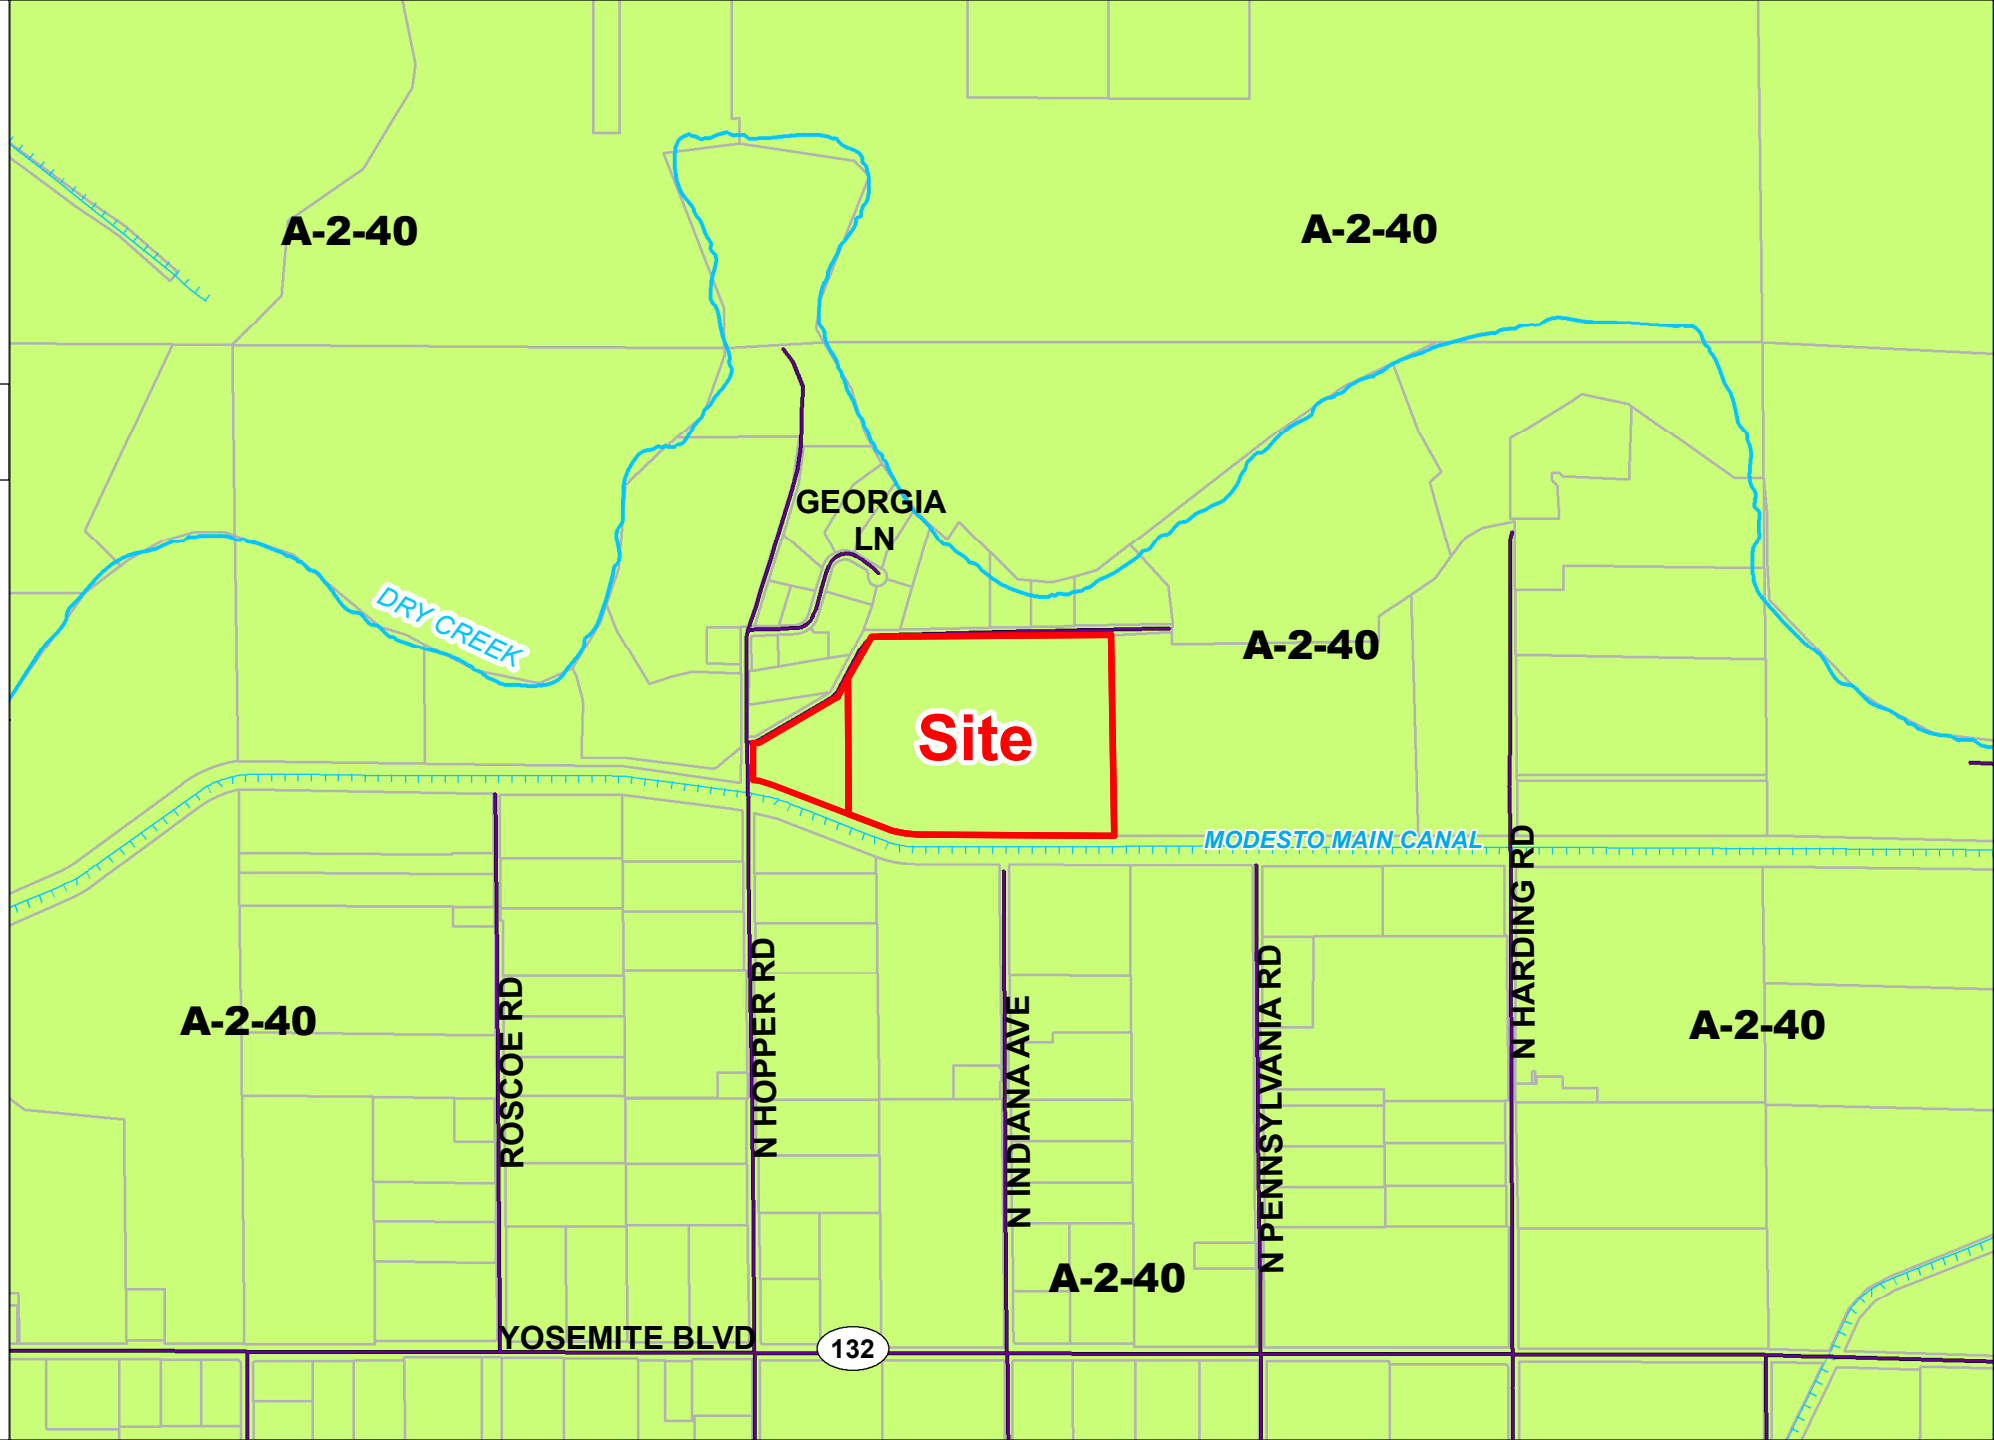 A-2-40
A-2-40
GEORGIA
LN
DRY CREEK
A-2-40
Site
MODESTO MAIN CANAL
N HARDING RD
N HOPPER RD
N PENNSYLVANIA RD
ROSCOE RD
N INDIANA AVE
A-2-40
A-2-40
A-2-40
YOSEMITE BLVD
132